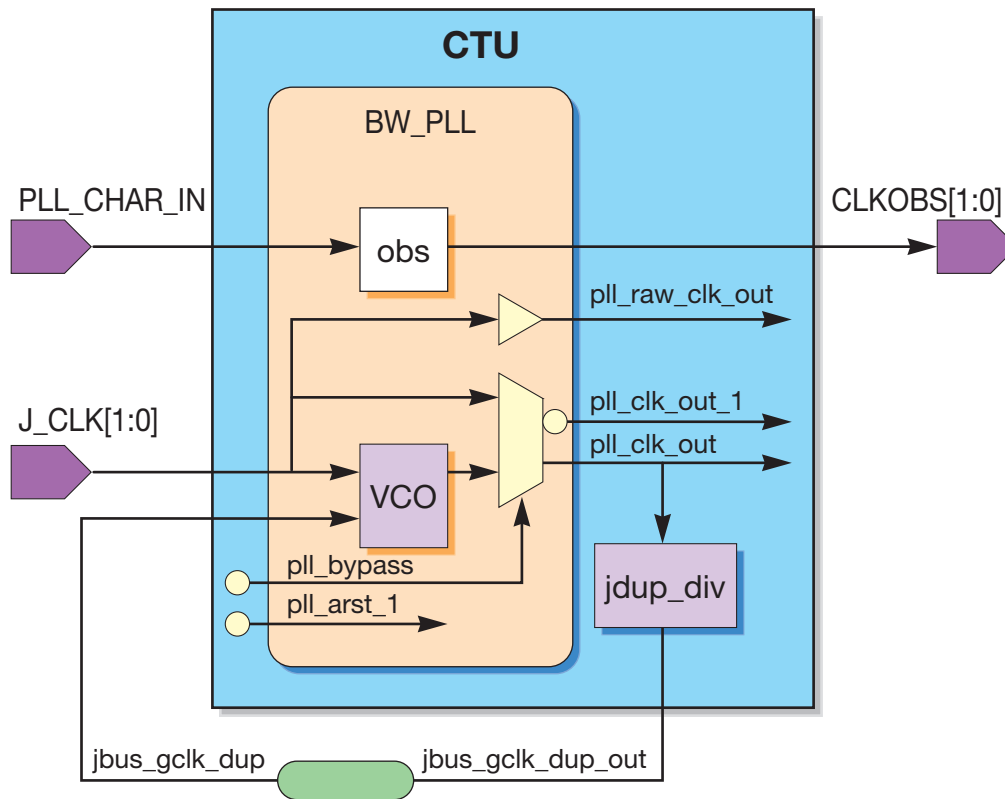 CTU
BW_PLL
PLL_CHAR_IN
CLKOBS[1:0]
obs
pll_raw_clk_out
pll_clk_out_1
J_CLK[1:0]
pll_clk_out
VCO
pll_bypass
jdup_div
pll_arst_1
jbus_gclk_dup
jbus_gclk_dup_out